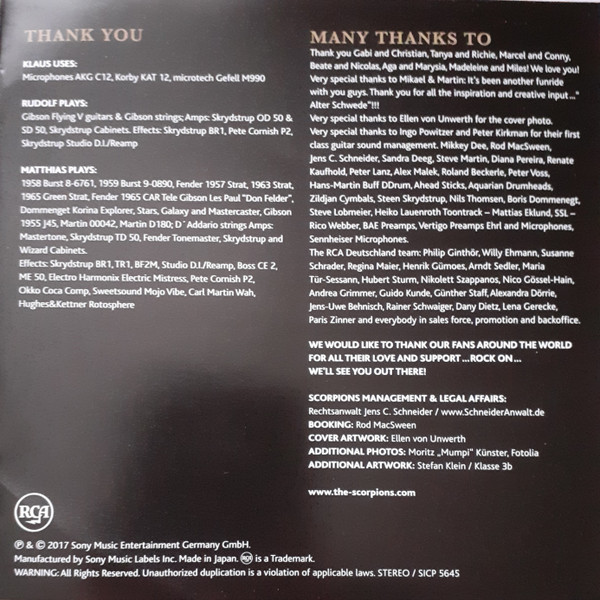 THANK YOU
KLAUS USES:
Microphones AKG C12, Korby KAT 12, microtech Gefell M990
RUDOLF PLAYS:
Gibson Flying V guitars & Gibson strings; Amps: Skrydstrup OD 50 &
SD 50, Skrydstrup Cabinets. Effects: Skrydstrup BR1, Pete Cornish P2,
Skrydstrup Studio D.I./Reamp
MATTHIAS PLAYS:
1958 Burst 8-6761, 1959 Burst 9-0890, Fender 1957 Strat, 1963 Strat,
1965 Green Strat, 1965 CAR Tele Gibson Les Paul "Don Felder",
Dommenget Korina Explorer, Stars, Galaxy and Mastercaster, Gibson
1955 J45, Martin 00042, Martin D180; D`Addario strings Amps:
Mastertone, Skrydstrup TD 50, Fender Tonemaster, Skrydstrup and
Wizard Cabinets.
Effects: Skrydstrup BR1, TR1, BF2M, Studio D.I./Reamp, Boss CE 2,
ME 50, Electro Harmonix Electric Mistress, Pete Cornish P2,
Okko Coca Comp, Sweetsound Mojo Vibe, Carl Martin Wah,
Hughes&Kettner Rotosphere
MANY THANKS TO
Thank you Gabi and Christian, Tanya and Richie, Marcel and Conny,
Beate and Nicolas, Aga and Marysia, Madeleine and Miles! We love you!
Very special thanks to Mikael & Martin: It's been another funride
with you guys. Thank you for all the inspiration and creative input ..."
Alter Schwede"!!!
Very special thanks to Ellen von Unwerth for the cover photo.
Very special thanks to Ingo Powitzer and Peter Kirkman for their first
class guitar sound management. Mikkey Dee, Rod MacSween,
Jens C. Schneider, Sandra Deeg, Steve Martin, Diana Pereira, Renate
Kaufhold, Peter Lanz, Alex Malek, Roland Beckerle, Peter Voss,
Hans-Martin Buff DDrum, Ahead Sticks, Aquarian Drumheads,
Zildjan Cymbals, Steen Skrydstrup, Nils Thomsen, Boris Dommenegt,
Steve Lobmeier, Heiko Lauenroth Toontrack – Mattias Eklund, SSL –
Rico Webber, BAE Preamps, Vertigo Preamps Ehrl and Microphones,
Sennheiser Microphones.
The RCA Deutschland team: Philip Ginthör, Willy Ehmann, Susanne
Schrader, Regina Maier, Henrik Gümoes, Arndt Sedler, Maria
Tür-Sessann, Hubert Sturm, Nikolett Szappanos, Nico Gössel-Hain,
Andrea Grimmer, Guido Kunde, Günther Staff, Alexandra Dörrie,
Jens-Uwe Behnisch, Rainer Schwaiger, Dany Dietz, Lena Gerecke,
Paris Zinner and everybody in sales force, promotion and backoffice.
WE WOULD LIKE TO THANK OUR FANS AROUND THE WORLD
FOR ALL THEIR LOVE AND SUPPORT ...ROCK ON ...
WE'LL SEE YOU OUT THERE!
SCORPIONS MANAGEMENT & LEGAL AFFAIRS:
Rechtsanwalt Jens C. Schneider / www.SchneiderAnwalt.de
BOOKING: Rod MacSween
COVER ARTWORK: Ellen von Unwerth
ADDITIONAL PHOTOS: Moritz „Mumpi" Künster, Fotolia
ADDITIONAL ARTWORK: Stefan Klein / Klasse 3b
www.the-scorpions.com
RCA
℗ & © 2017 Sony Music Entertainment Germany GmbH.
Manufactured by Sony Music Labels Inc. Made in Japan. RCA is a Trademark.
WARNING: All Rights Reserved. Unauthorized duplication is a violation of applicable laws. STEREO / SICP 5645